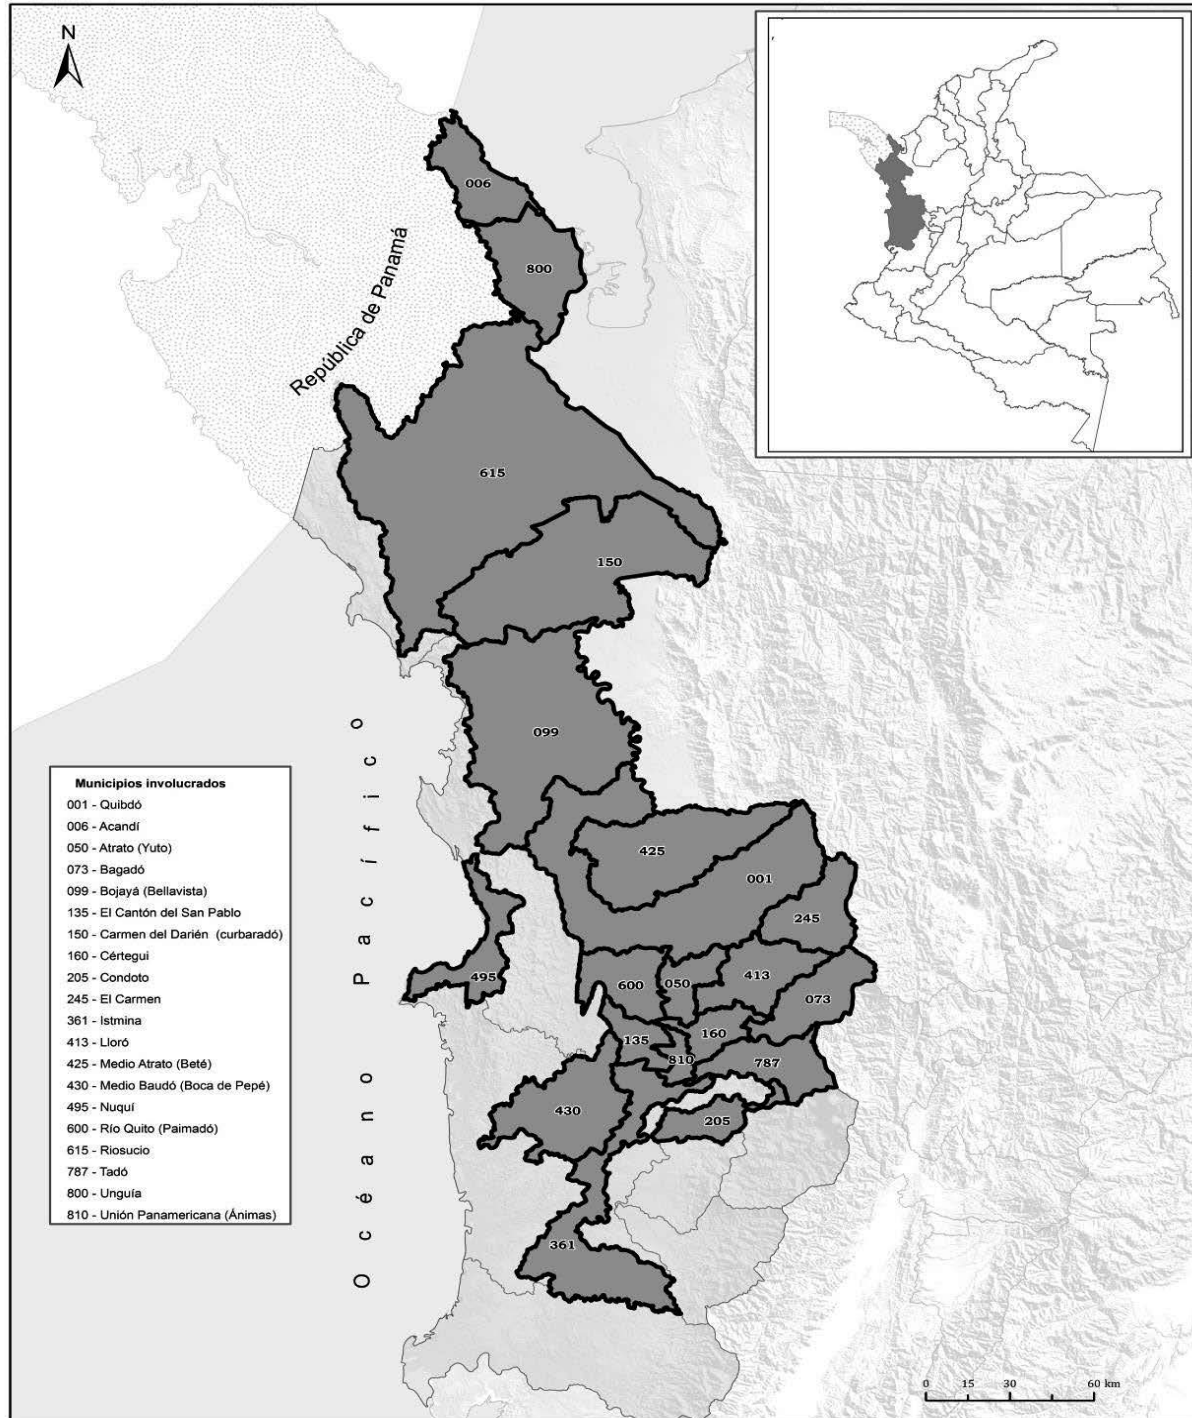 N
006
800
República de Panamá
615
150
099
Océano Pacífico
Municipios involucrados
001 - Quibdó
006 - Acandí
050 - Atrato (Yuto)
073 - Bagadó
099 - Bojayá (Bellavista)
135 - El Cantón del San Pablo
150 - Carmen del Darién (curbaradó)
160 - Cértegui
205 - Condoto
245 - El Carmen
361 - Istmina
413 - Lloró
425 - Medio Atrato (Beté)
430 - Medio Baudó (Boca de Pepé)
495 - Nuquí
600 - Río Quito (Paimadó)
615 - Riosucio
787 - Tadó
800 - Unguía
810 - Unión Panamericana (Ánimas)
425
001
245
495
600
050
413
073
135
160
810
787
430
205
361
0 15 30 60 km